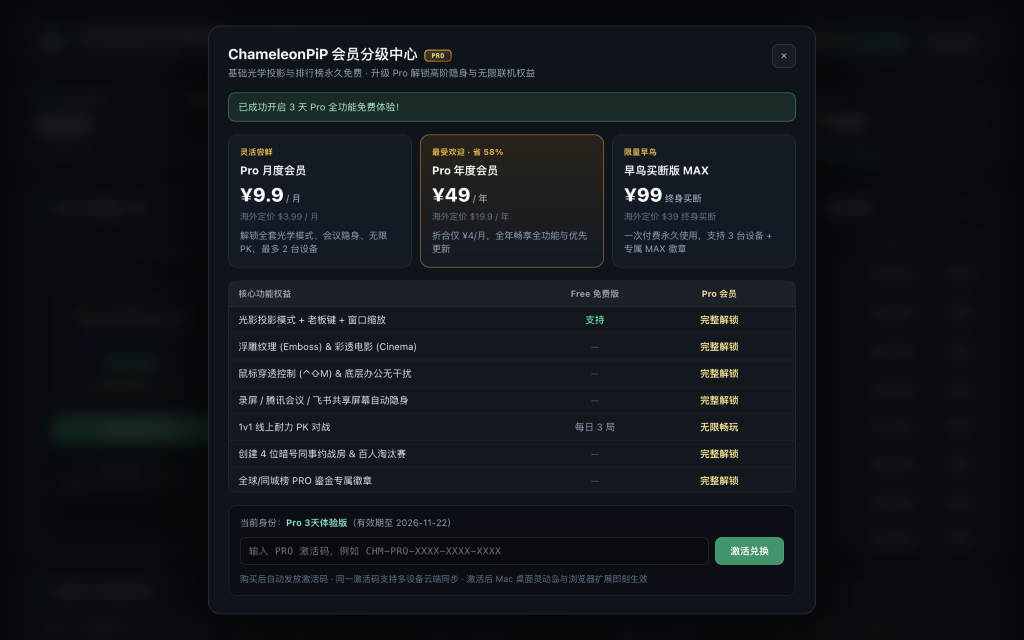 ChameleonPiP 会员分级中心 PRO
×
基础光学投影与排行榜永久免费 · 升级 Pro 解锁高阶隐身与无限联机权益
已成功开启 3 天 Pro 全功能免费体验!
灵活尝鲜
Pro 月度会员
¥9.9 / 月
海外定价 $3.99 / 月
解锁全套光学模式、会议隐身、无限
PK，最多 2 台设备
最受欢迎 · 省 58%
Pro 年度会员
¥49 / 年
海外定价 $19.9 / 年
折合仅 ¥4/月，全年畅享全功能与优先
更新
限量早鸟
早鸟买断版 MAX
¥99 终身买断
海外定价 $39 终身买断
一次付费永久使用，支持 3 台设备 +
专属 MAX 徽章
核心功能权益 Free 免费版 Pro 会员
光影投影模式 + 老板键 + 窗口缩放 支持 完整解锁
浮雕纹理 (Emboss) & 彩透电影 (Cinema) — 完整解锁
鼠标穿透控制 (^⇧M) & 底层办公无干扰 — 完整解锁
录屏 / 腾讯会议 / 飞书共享屏幕自动隐身 — 完整解锁
1v1 线上耐力 PK 对战 每日 3 局 无限畅玩
创建 4 位暗号同事约战房 & 百人淘汰赛 — 完整解锁
全球/同城榜 PRO 鎏金专属徽章 — 完整解锁
当前身份： Pro 3天体验版 (有效期至 2026-11-22)
输入 PRO 激活码，例如 CHM-PRO-XXXX-XXXX-XXXX
激活兑换
购买后自动发放激活码 · 同一激活码支持多设备云端同步 · 激活后 Mac 桌面灵动岛与浏览器扩展即刻生效